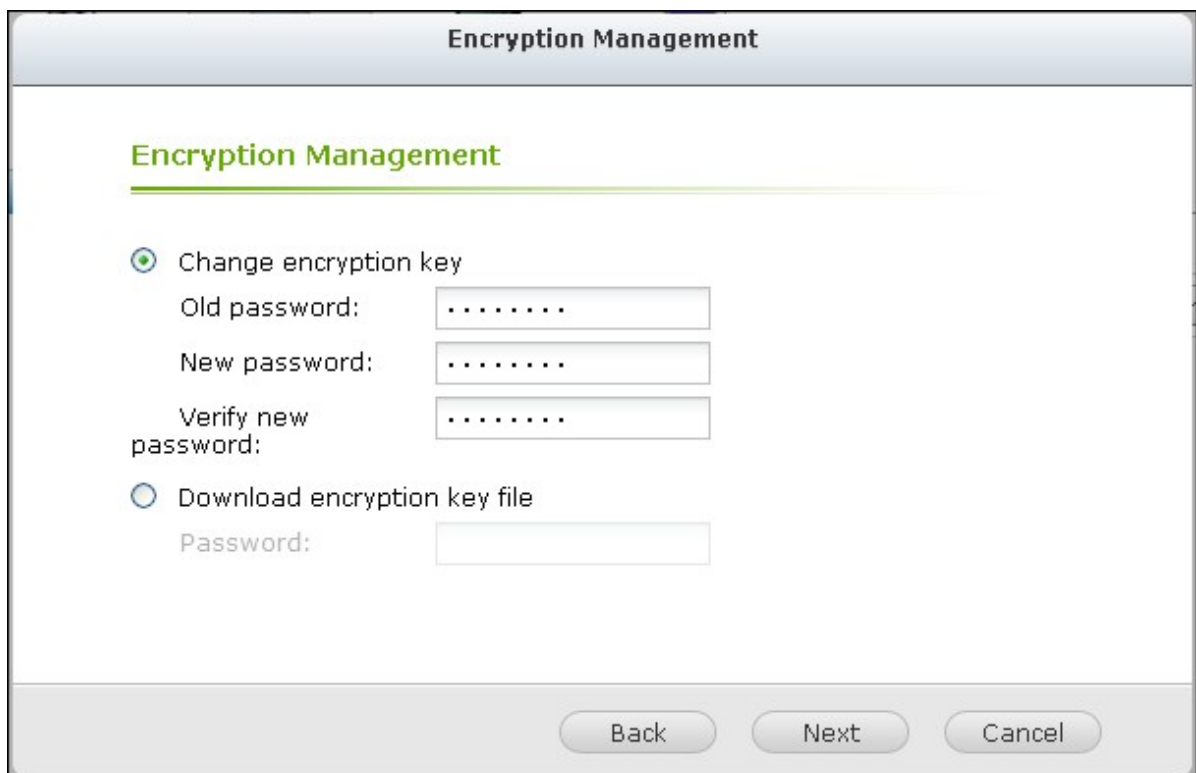 Encryption Management
Encryption Management
Change encryption key
Old password: ........
New password: ........
Verify new ........
password:
Download encryption key file
Password:
Back Next Cancel